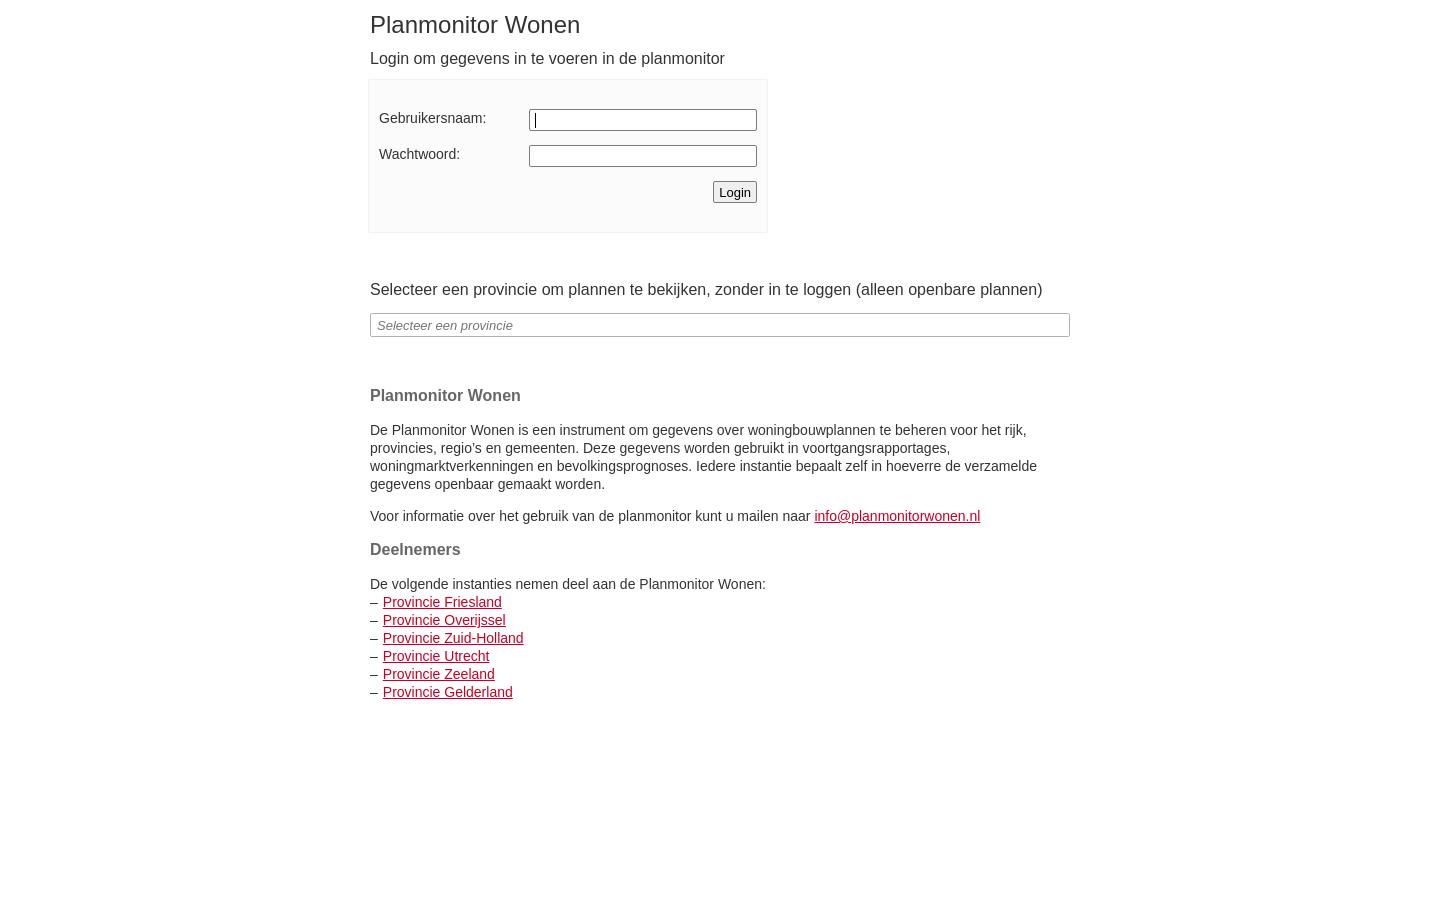 Planmonitor Wonen
Login om gegevens in te voeren in de planmonitor
Gebruikersnaam:
Wachtwoord:
Login
Selecteer een provincie om plannen te bekijken, zonder in te loggen (alleen openbare plannen)
Selecteer een provincie
Planmonitor Wonen
De Planmonitor Wonen is een instrument om gegevens over woningbouwplannen te beheren voor het rijk,
provincies, regio’s en gemeenten. Deze gegevens worden gebruikt in voortgangsrapportages,
woningmarktverkenningen en bevolkingsprognoses. Iedere instantie bepaalt zelf in hoeverre de verzamelde
gegevens openbaar gemaakt worden.
Voor informatie over het gebruik van de planmonitor kunt u mailen naar info@planmonitorwonen.nl
Deelnemers
De volgende instanties nemen deel aan de Planmonitor Wonen:
– Provincie Friesland
– Provincie Overijssel
– Provincie Zuid-Holland
– Provincie Utrecht
– Provincie Zeeland
– Provincie Gelderland